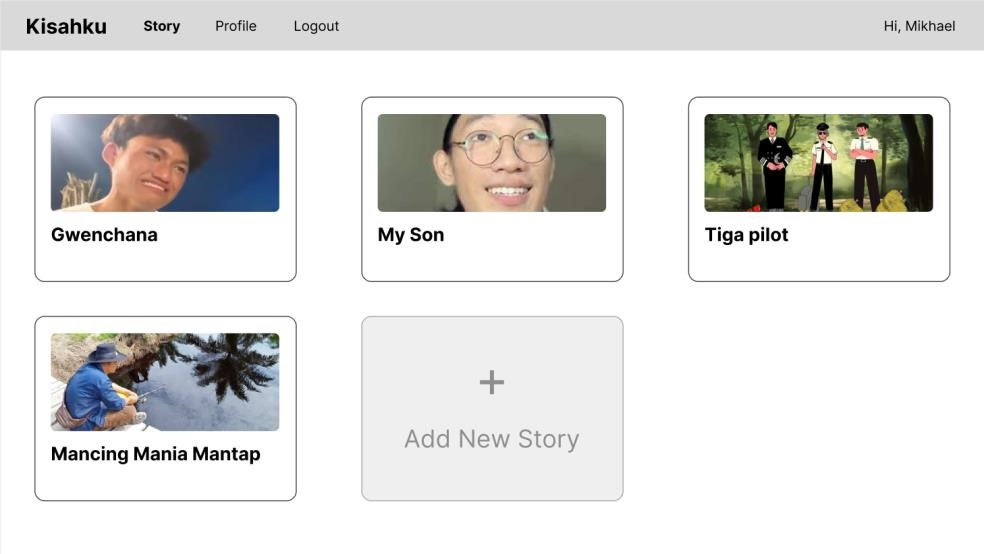 Kisahku
Story
Profile
Logout
Hi, Mikhael
Gwenchana
My Son
Tiga pilot
Mancing Mania Mantap
+
Add New Story